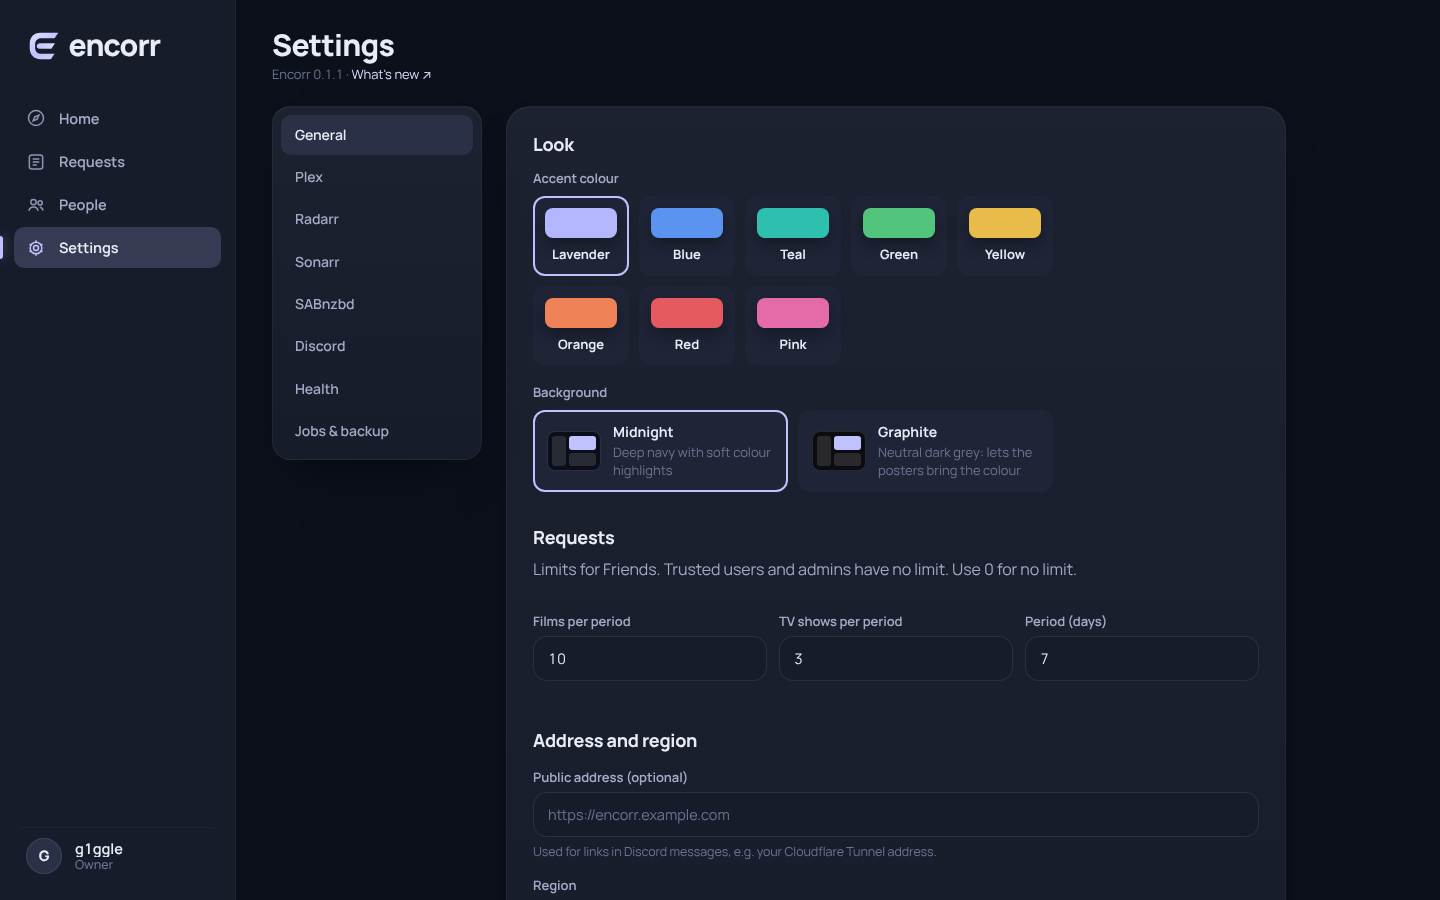 encorr
Home
Requests
People
Settings
g1ggle
Owner
G
Settings
Encorr 0.1.1 · What's new ↗
General
Plex
Radarr
Sonarr
SABnzbd
Discord
Health
Jobs & backup
Look
Accent colour
Lavender
Blue
Teal
Green
Yellow
Orange
Red
Pink
Background
Midnight
Deep navy with soft colour
highlights
Graphite
Neutral dark grey: lets the
posters bring the colour
Requests
Limits for Friends. Trusted users and admins have no limit. Use 0 for no limit.
Films per period
TV shows per period
Period (days)
10
3
7
Address and region
Public address (optional)
https://encorr.example.com
Used for links in Discord messages, e.g. your Cloudflare Tunnel address.
Region